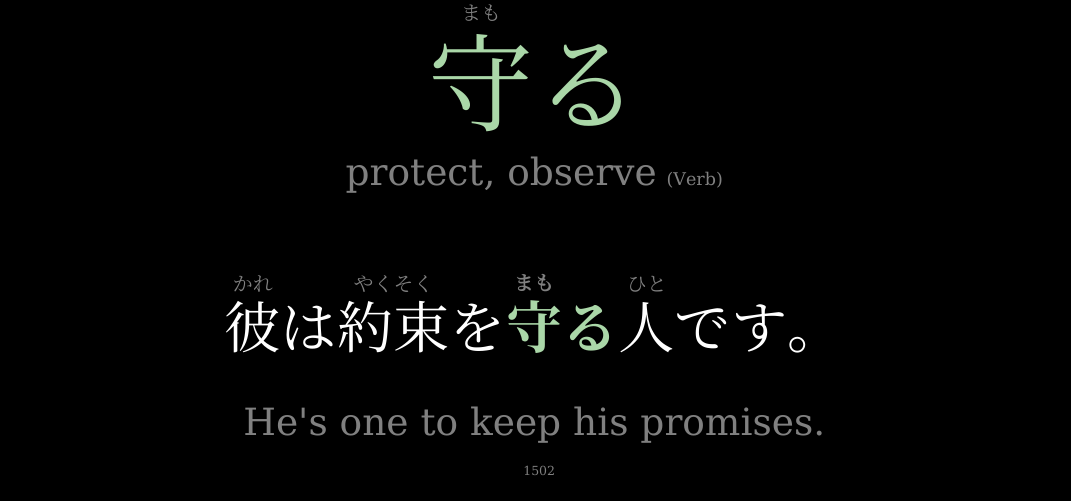 まも
守る
protect, observe (Verb)
かれ やくそく まも ひと
彼は約束を守る人です。
He's one to keep his promises.
1502